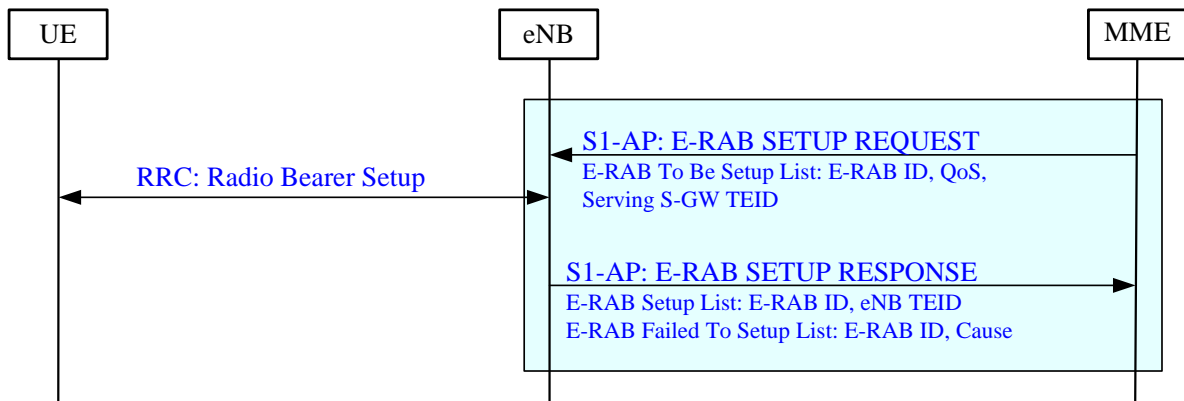 UE
eNB
MME
S1-AP: E-RAB SETUP REQUEST
E-RAB To Be Setup List: E-RAB ID, QoS,
Serving S-GW TEID
RRC: Radio Bearer Setup
S1-AP: E-RAB SETUP RESPONSE
E-RAB Setup List: E-RAB ID, eNB TEID
E-RAB Failed To Setup List: E-RAB ID, Cause